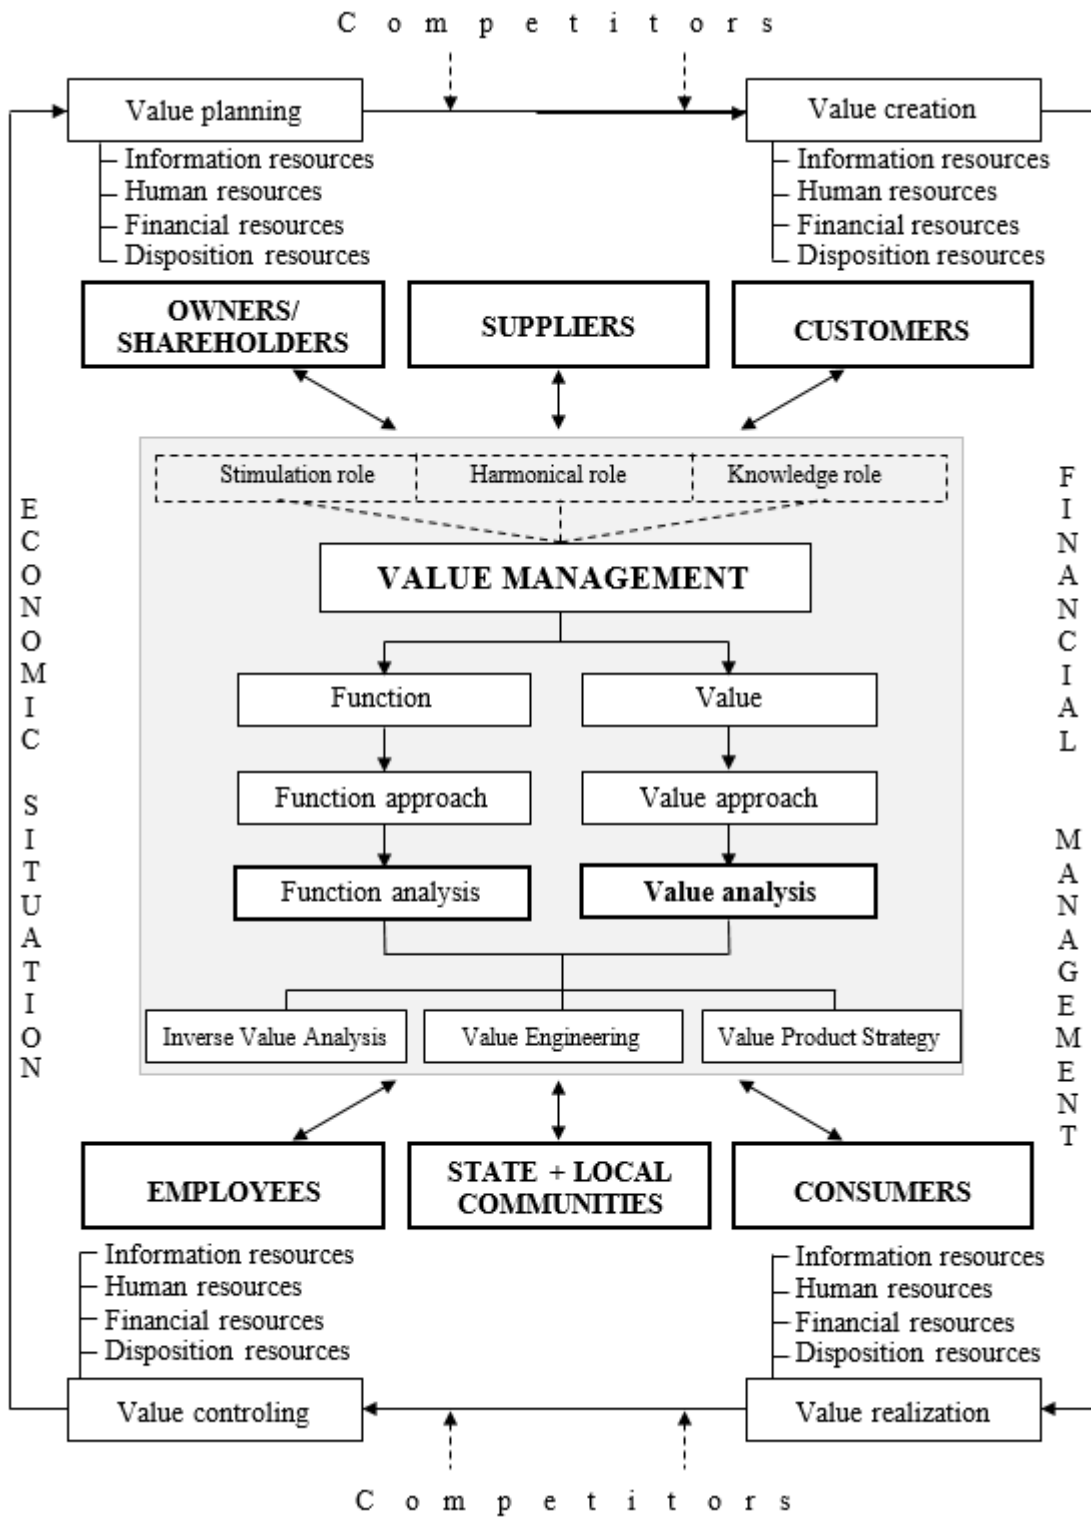 C o m p e t i t o r s
Value planning
Value creation
Information resources
Human resources
Financial resources
Disposition resources
Information resources
Human resources
Financial resources
Disposition resources
OWNERS/
SHAREHOLDERS
SUPPLIERS
CUSTOMERS
ECONOMIC SITUATION
FINANCIAL MANAGEMENT
Stimulation role
Harmonical role
Knowledge role
VALUE MANAGEMENT
Function
Value
Function approach
Value approach
Function analysis
Value analysis
Inverse Value Analysis
Value Engineering
Value Product Strategy
EMPLOYEES
STATE + LOCAL
COMMUNITIES
CONSUMERS
Information resources
Human resources
Financial resources
Disposition resources
Information resources
Human resources
Financial resources
Disposition resources
Value controling
Value realization
C o m p e t i t o r s